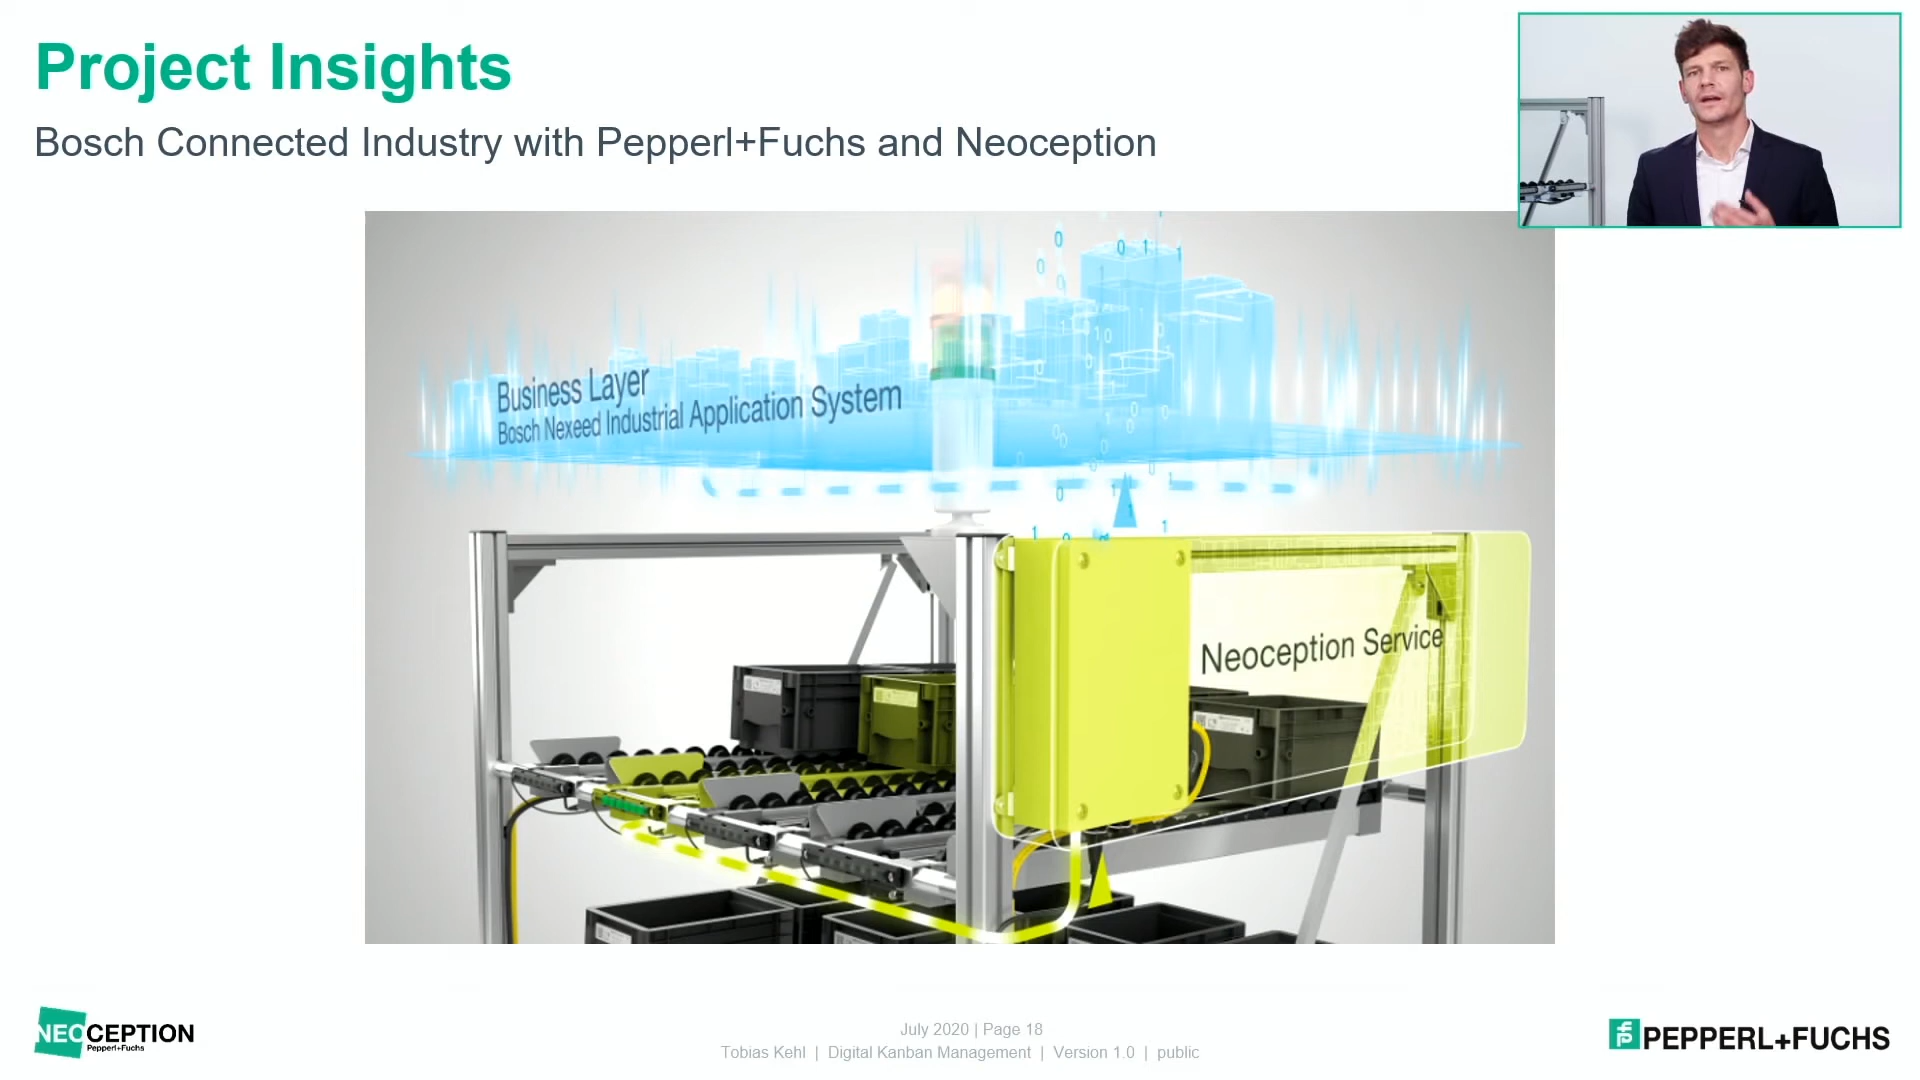 Project Insights
Bosch Connected Industry with Pepperl+Fuchs and Neoception
Business Layer
Bosch Nexeed Industrial Application System
Neoception Service
NEOCEPTION
Pepperl+Fuchs
July 2020 | Page 18
Tobias Kehl | Digital Kanban Management | Version 1.0 | public
PEPPERL+FUCHS